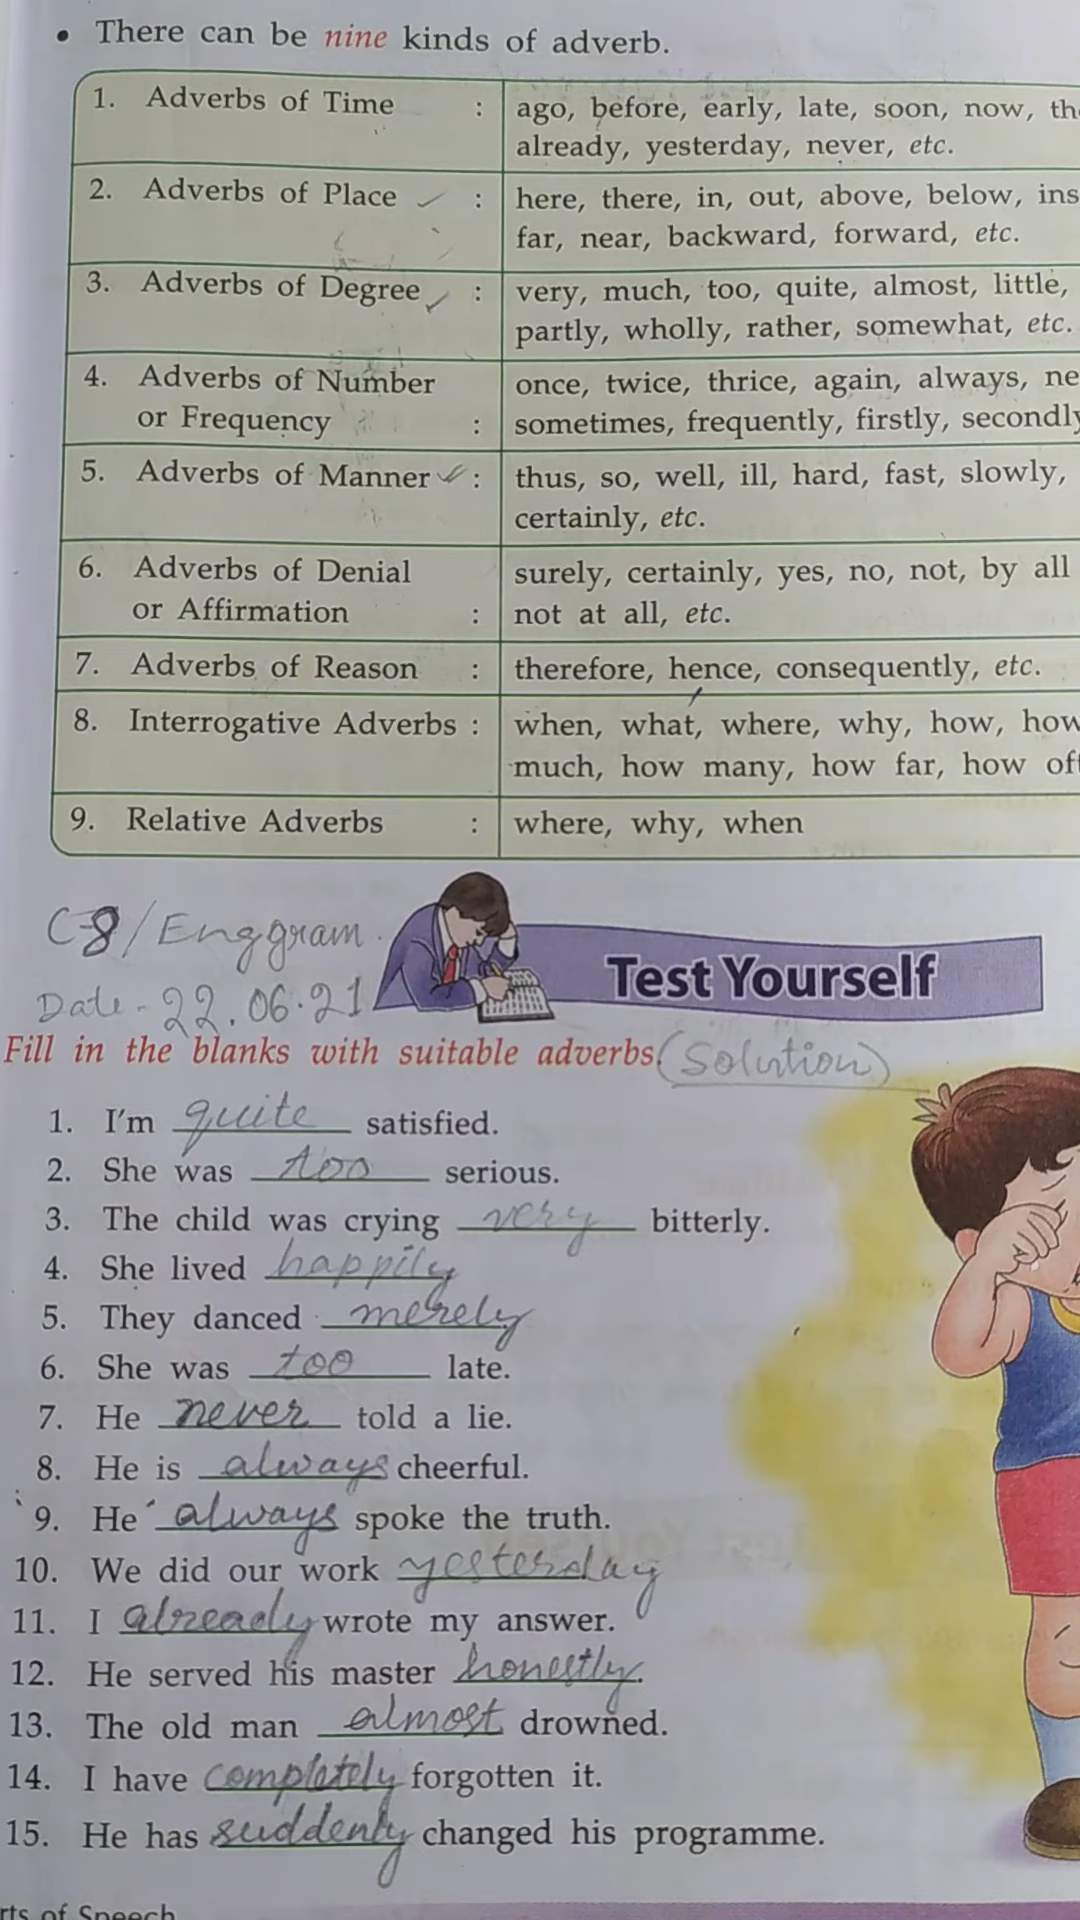 • There can be nine kinds of adverb.
1. Adverbs of Time : ago, before, early, late, soon, now,
already, yesterday, never, etc.
2. Adverbs of Place : here, there, in, out, above, below,
far, near, backward, forward, etc.
3. Adverbs of Degree : very, much, too, quite, almost, little,
partly, wholly, rather, somewhat, etc.
4. Adverbs of Number once, twice, thrice, again, always,
or Frequency : sometimes, frequently, firstly, secondly
5. Adverbs of Manner : thus, so, well, ill, hard, fast, slowly,
certainly, etc.
6. Adverbs of Denial surely, certainly, yes, no, not, by all
or Affirmation : not at all, etc.
7. Adverbs of Reason : therefore, hence, consequently, etc.
8. Interrogative Adverbs : when, what, where, why, how, how
much, how many, how far, how
9. Relative Adverbs : where, why, when
C-8/Eng gram.
Test Yourself
Date - 22.06.21
Fill in the blanks with suitable adverbs. (Solution)
1. I'm quite satisfied.
2. She was too serious.
3. The child was crying very bitterly.
4. She lived happily
5. They danced merely
6. She was too late.
7. He never told a lie.
8. He is always cheerful.
9. He always spoke the truth.
10. We did our work yesterday
11. I already wrote my answer.
12. He served his master honestly.
13. The old man almost drowned.
14. I have completely forgotten it.
15. He has suddenly changed his programme.
of Speech